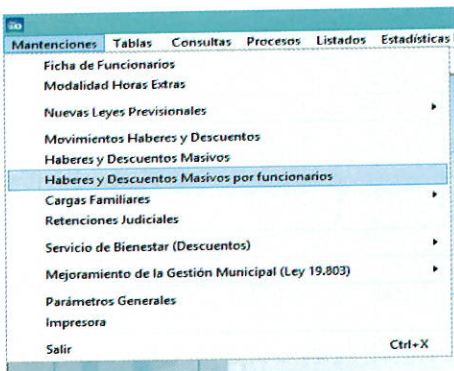 Mantenciones Tablas Consultas Procesos Listados Estadísticas
Ficha de Funcionarios
Modalidad Horas Extras
Nuevas Leyes Previsionales
Movimientos Haberes y Descuentos
Haberes y Descuentos Masivos
Haberes y Descuentos Masivos por funcionarios
Cargas Familiares
Retenciones Judiciales
Servicio de Bienestar (Descuentos)
Mejoramiento de la Gestión Municipal (Ley 19.803)
Parámetros Generales
Impresora
Salir Ctrl+X